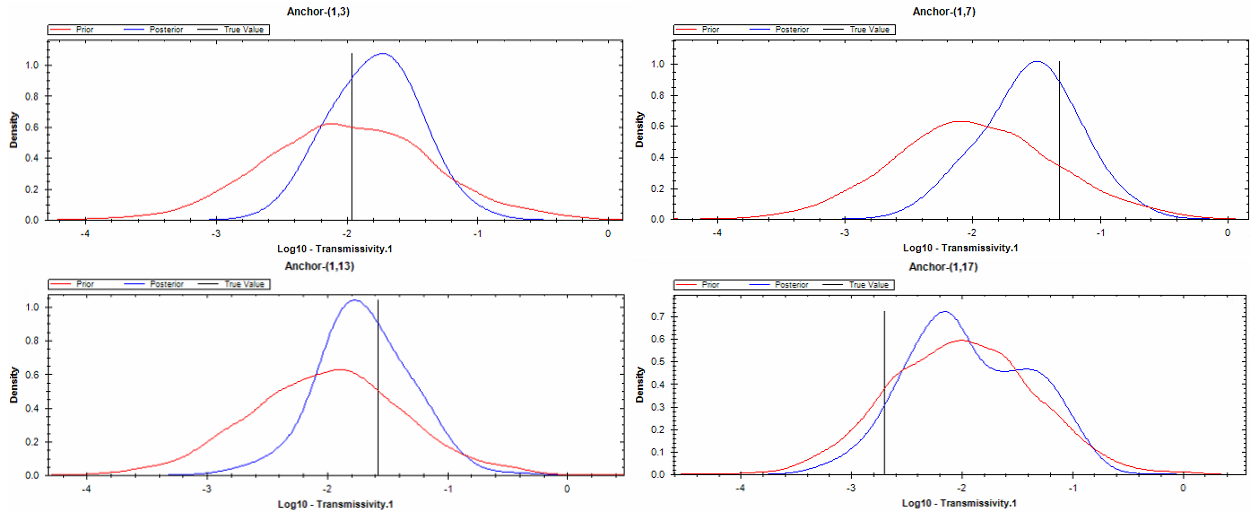 Anchor-(1,3)
Prior Posterior True Value
1.0
0.8
0.6
0.4
0.2
0.0
Density
-4 -3 -2 -1 0
Log10 - Transmissivity.1
Anchor-(1,7)
Prior Posterior True Value
1.0
0.8
0.6
0.4
0.2
0.0
Density
-4 -3 -2 -1 0
Log10 - Transmissivity.1
Anchor-(1,13)
Prior Posterior True Value
1.0
0.8
0.6
0.4
0.2
0.0
Density
-4 -3 -2 -1 0
Log10 - Transmissivity.1
Anchor-(1,17)
Prior Posterior True Value
0.7
0.6
0.5
0.4
0.3
0.2
0.1
0.0
Density
-4 -3 -2 -1 0
Log10 - Transmissivity.1